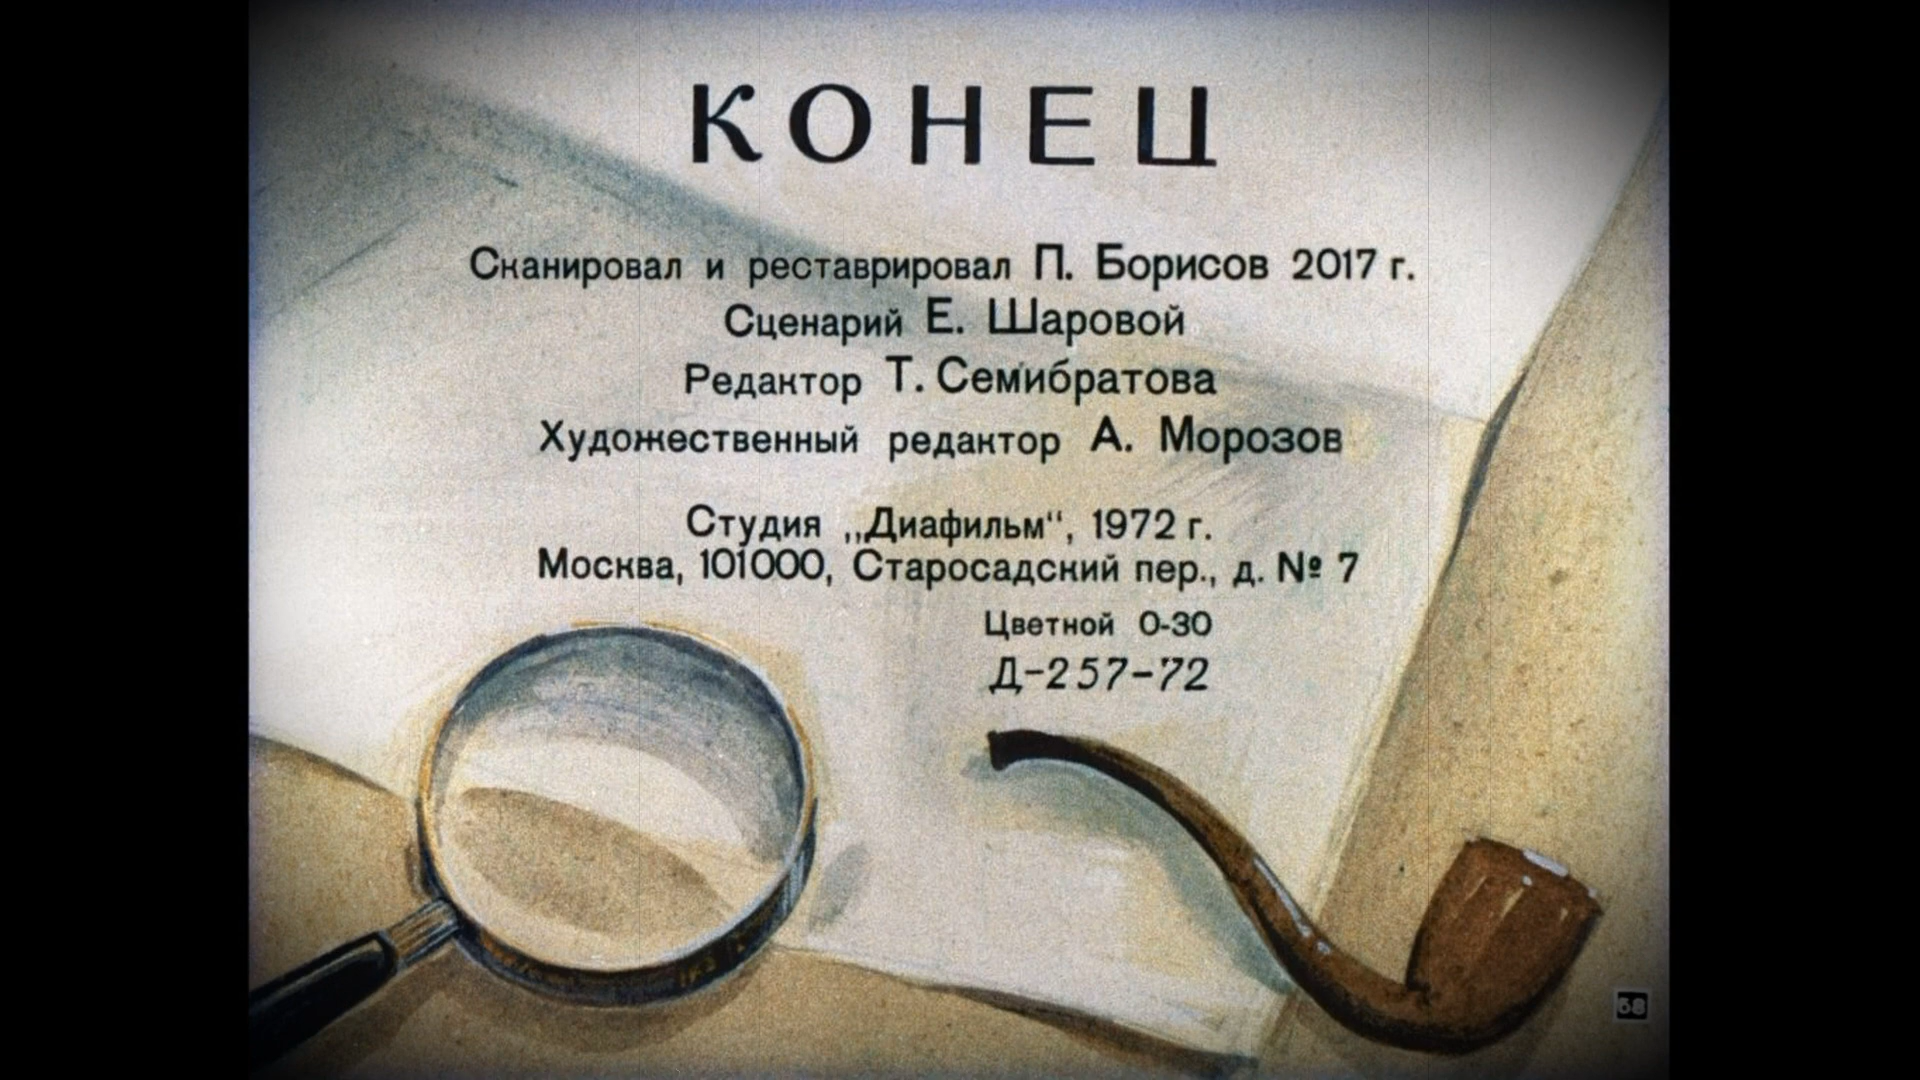 КОНЕЦ
Сканировал и реставрировал П. Борисов 2017 г.
Сценарий Е. Шаровой
Редактор Т. Семибратова
Художественный редактор А. Морозов
Студия „Диафильм“, 1972 г.
Москва, 101000, Старосадский пер., д. № 7
Цветной 0-30
Д-257-72